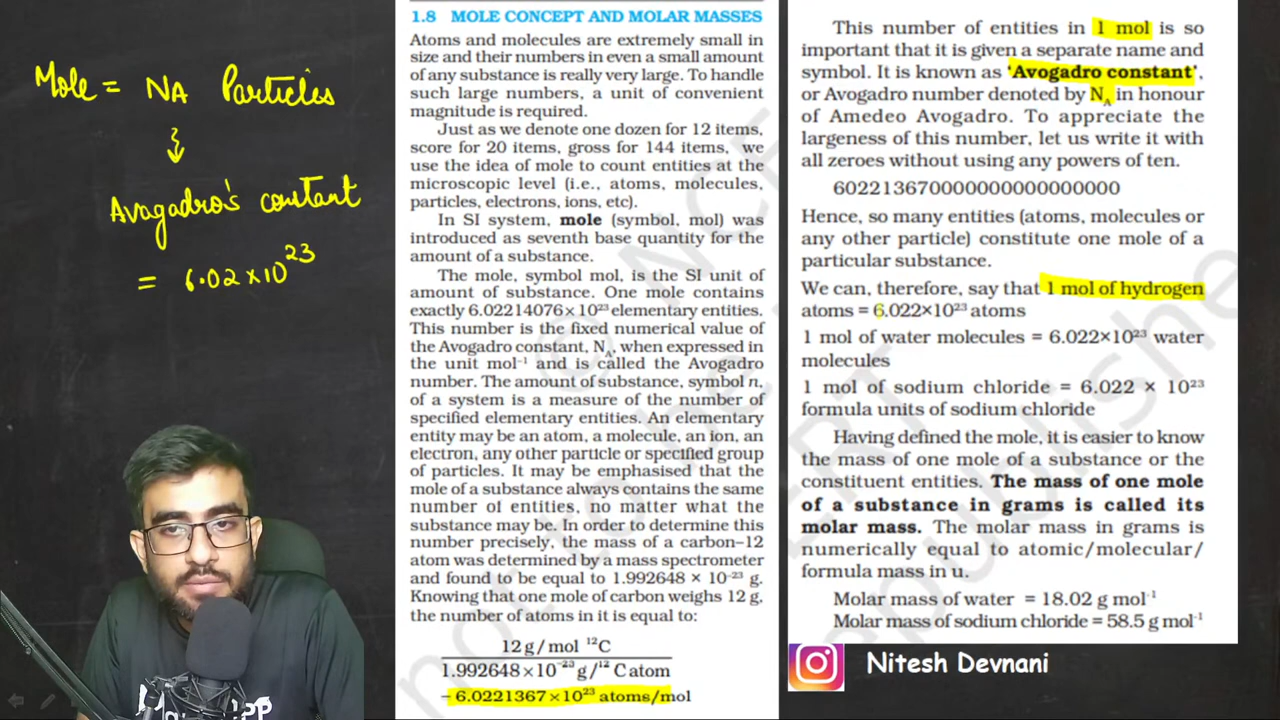 Mole = NA Particles
Avagadro's constant
= 6.02 × 10²³
1.8 MOLE CONCEPT AND MOLAR MASSES
Atoms and molecules are extremely small in
size and their numbers in even a small amount
of any substance is really very large. To handle
such large numbers, a unit of convenient
magnitude is required.
Just as we denote one dozen for 12 items,
score for 20 items, gross for 144 items, we
use the idea of mole to count entities at the
microscopic level (i.e., atoms, molecules,
particles, electrons, ions, etc).
In SI system, mole (symbol, mol) was
introduced as seventh base quantity for the
amount of a substance.
The mole, symbol mol, is the SI unit of
amount of substance. One mole contains
exactly 6.02214076 × 10²³ elementary entities.
This number is the fixed numerical value of
the Avogadro constant, N_A, when expressed in
the unit mol⁻¹ and is called the Avogadro
number. The amount of substance, symbol n,
of a system is a measure of the number of
specified elementary entities. An elementary
entity may be an atom, a molecule, an ion, an
electron, any other particle or specified group
of particles. It may be emphasised that the
mole of a substance always contains the same
number of entities, no matter what the
substance may be. In order to determine this
number precisely, the mass of a carbon–12
atom was determined by a mass spectrometer
and found to be equal to 1.992648 × 10⁻²³ g.
Knowing that one mole of carbon weighs 12 g,
the number of atoms in it is equal to:
12 g / mol ¹²C
1.992648 × 10⁻²³ g /¹² C atom
= 6.0221367 × 10²³ atoms/mol
This number of entities in 1 mol is so
important that it is given a separate name and
symbol. It is known as 'Avogadro constant',
or Avogadro number denoted by N_A in honour
of Amedeo Avogadro. To appreciate the
largeness of this number, let us write it with
all zeroes without using any powers of ten.
602213670000000000000000
Hence, so many entities (atoms, molecules or
any other particle) constitute one mole of a
particular substance.
We can, therefore, say that 1 mol of hydrogen
atoms = 6.022×10²³ atoms
1 mol of water molecules = 6.022×10²³ water
molecules
1 mol of sodium chloride = 6.022 × 10²³
formula units of sodium chloride
Having defined the mole, it is easier to know
the mass of one mole of a substance or the
constituent entities. The mass of one mole
of a substance in grams is called its
molar mass. The molar mass in grams is
numerically equal to atomic/molecular/
formula mass in u.
Molar mass of water = 18.02 g mol⁻¹
Molar mass of sodium chloride = 58.5 g mol⁻¹
Nitesh Devnani